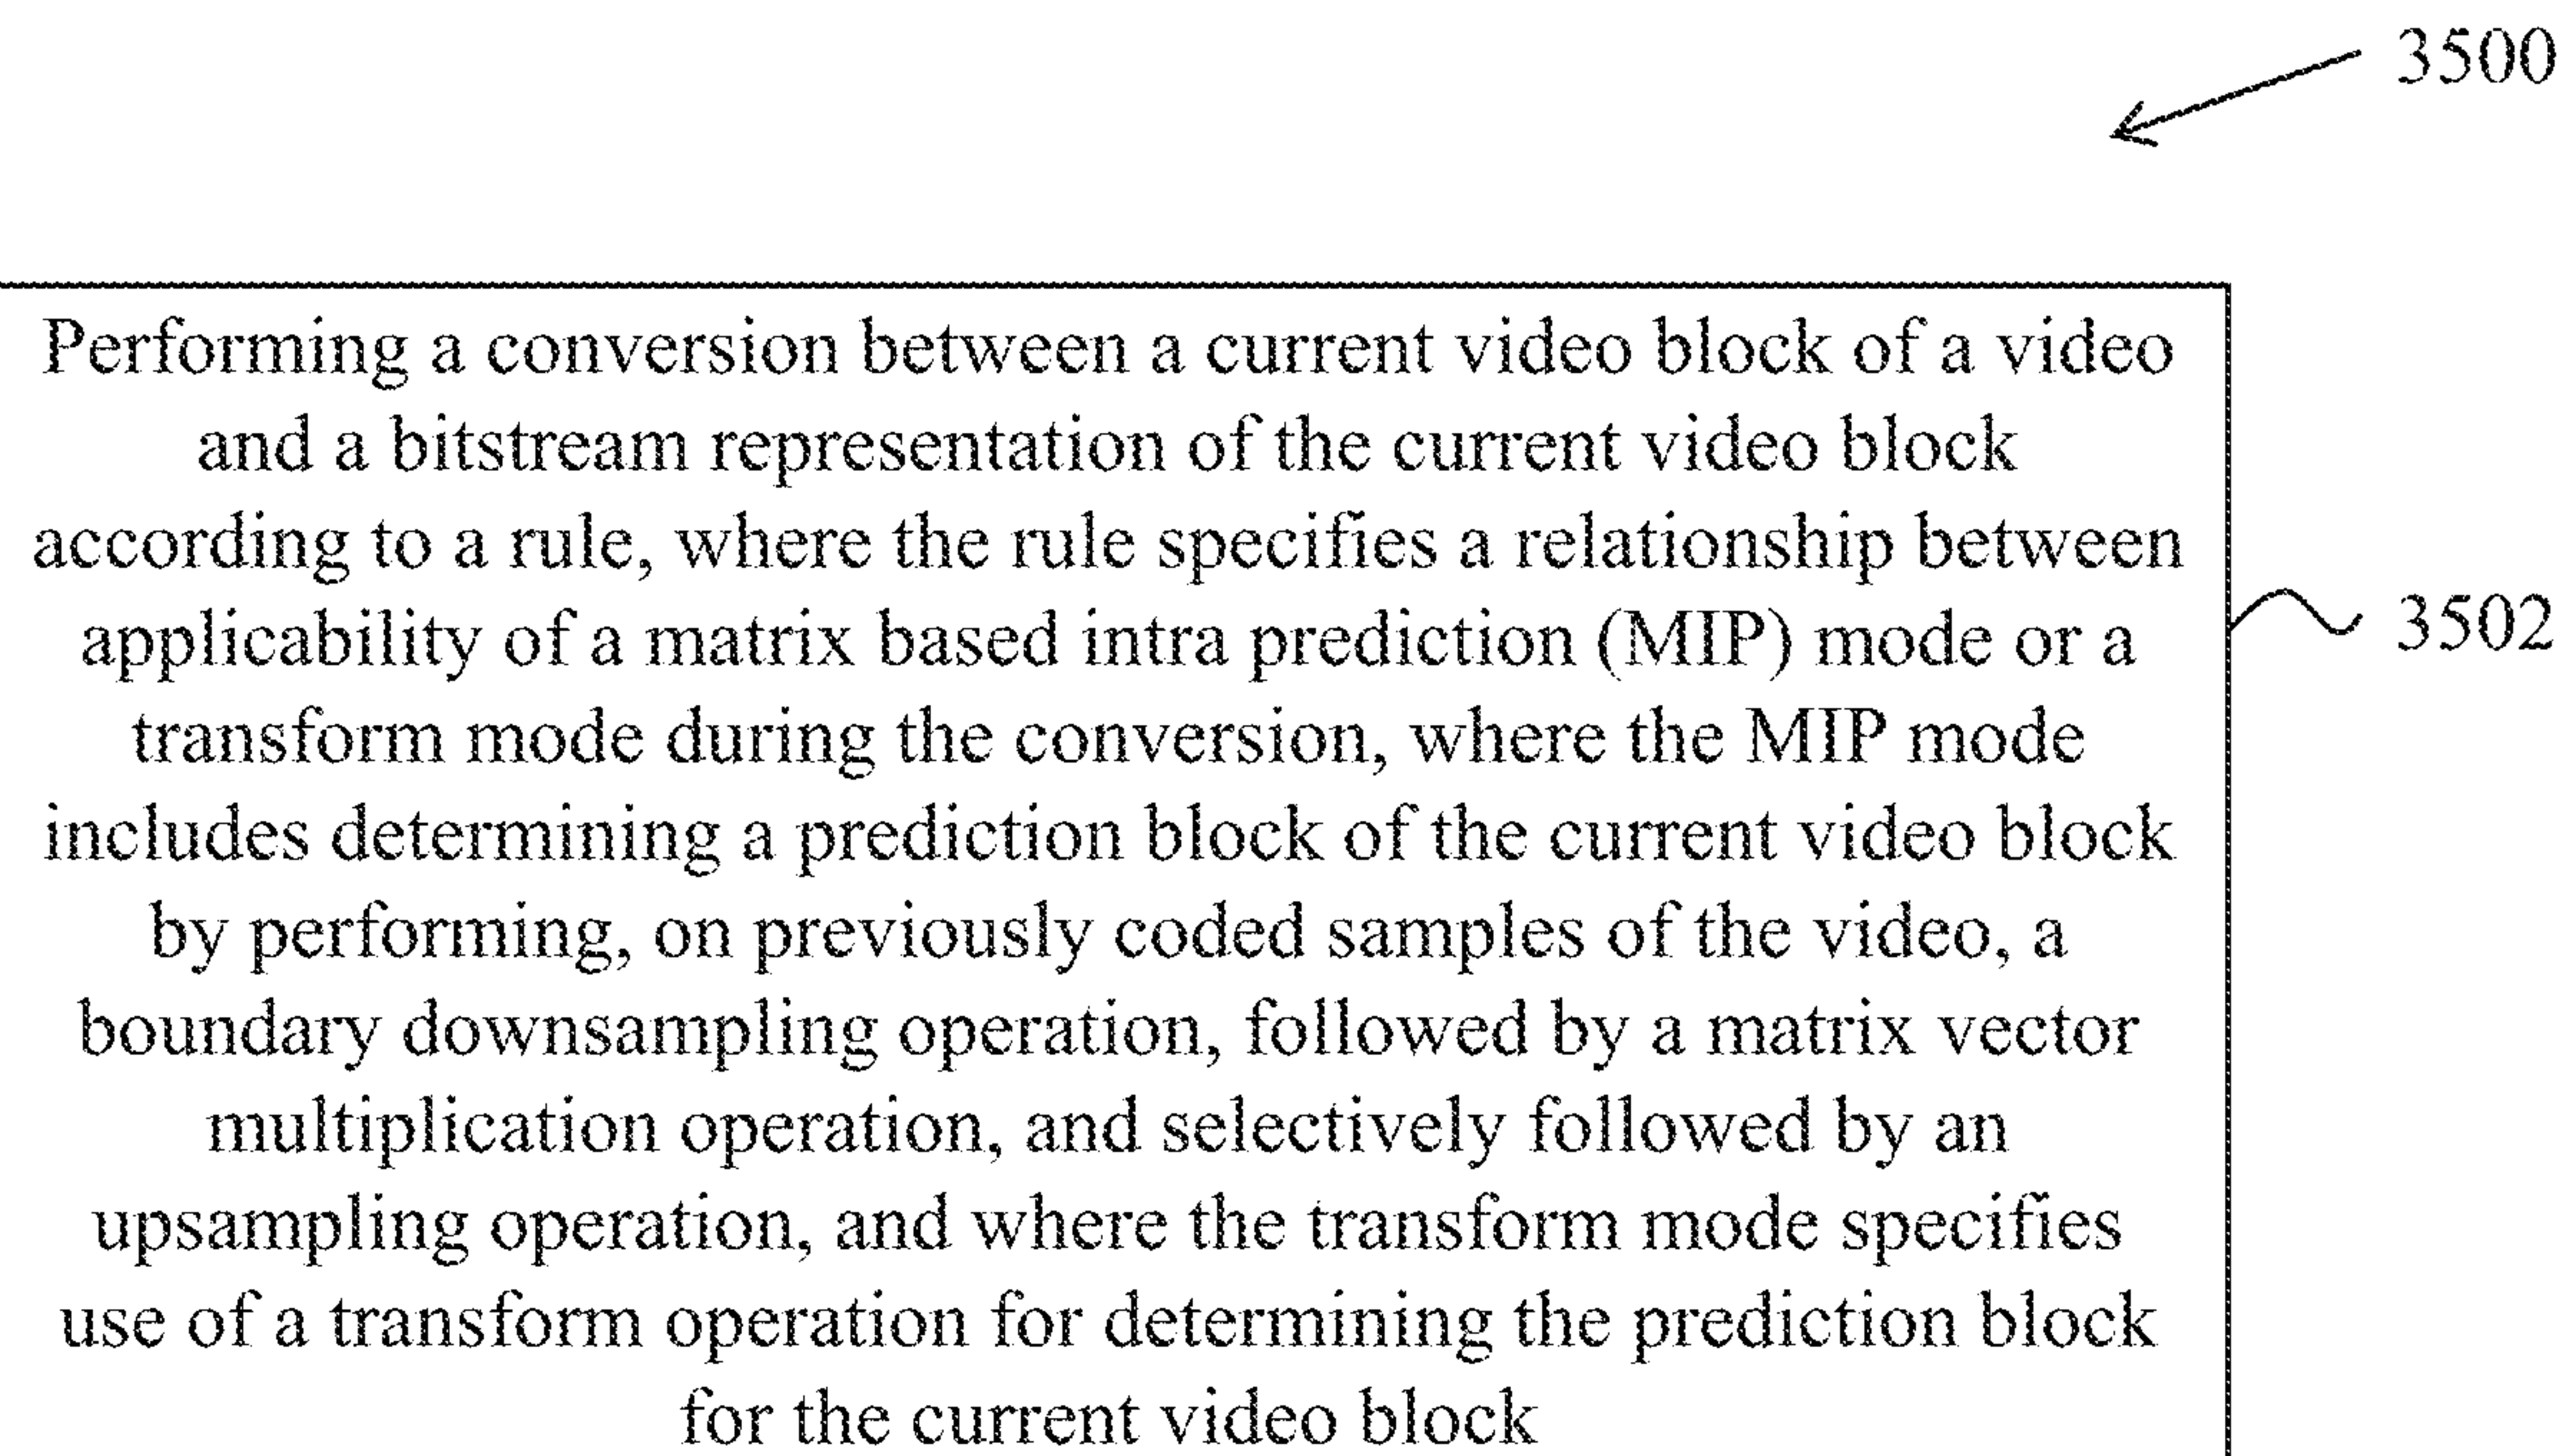 3500
Performing a conversion between a current video block of a video
and a bitstream representation of the current video block
according to a rule, where the rule specifies a relationship between
applicability of a matrix based intra prediction (MIP) mode or a
transform mode during the conversion, where the MIP mode
includes determining a prediction block of the current video block
by performing, on previously coded samples of the video, a
boundary downsampling operation, followed by a matrix vector
multiplication operation, and selectively followed by an
upsampling operation, and where the transform mode specifies
use of a transform operation for determining the prediction block
for the current video block
3502